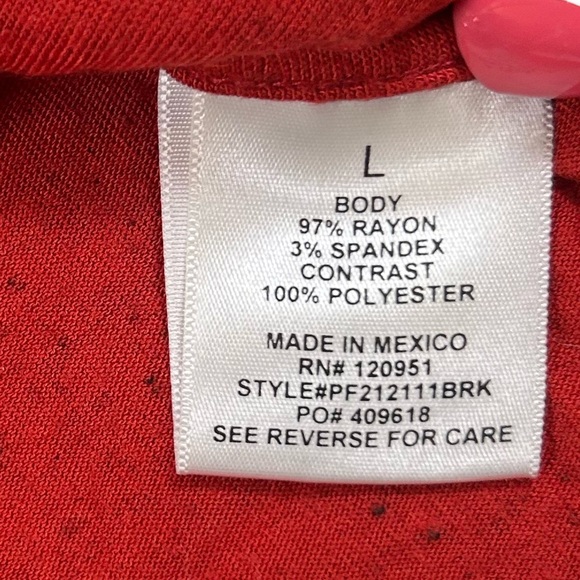 L
BODY
97% RAYON
3% SPANDEX
CONTRAST
100% POLYESTER
MADE IN MEXICO
RN# 120951
STYLE#PF212111BRK
PO# 409618
SEE REVERSE FOR CARE